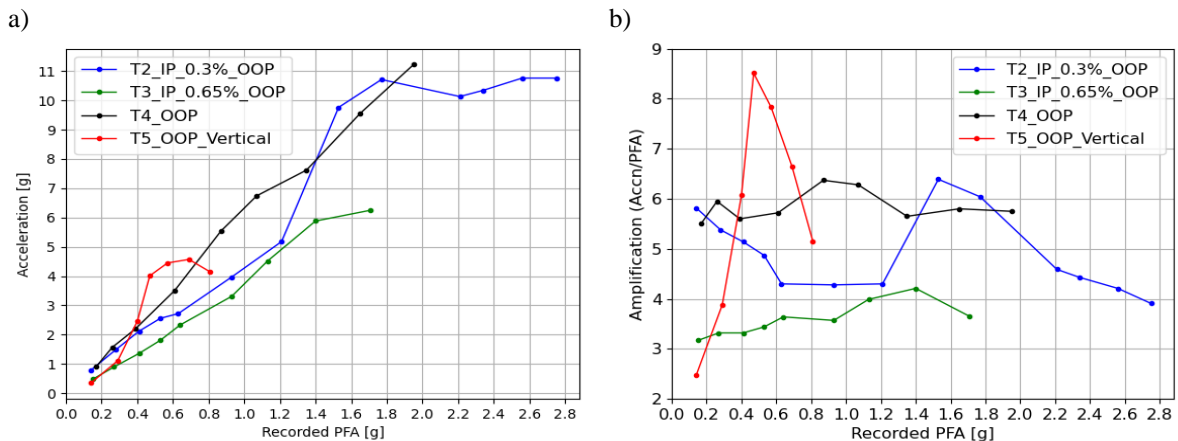 a)
11
10
9
8
7
6
5
4
3
2
1
0
Acceleration [g]
T2_IP_0.3%_OOP
T3_IP_0.65%_OOP
T4_OOP
T5_OOP_Vertical
0.0 0.2 0.4 0.6 0.8 1.0 1.2 1.4 1.6 1.8 2.0 2.2 2.4 2.6 2.8
Recorded PFA [g]
b)
9
8
7
6
5
4
3
2
Amplification (Accn/PFA)
T2_IP_0.3%_OOP
T3_IP_0.65%_OOP
T4_OOP
T5_OOP_Vertical
0.0 0.2 0.4 0.6 0.8 1.0 1.2 1.4 1.6 1.8 2.0 2.2 2.4 2.6 2.8
Recorded PFA [g]